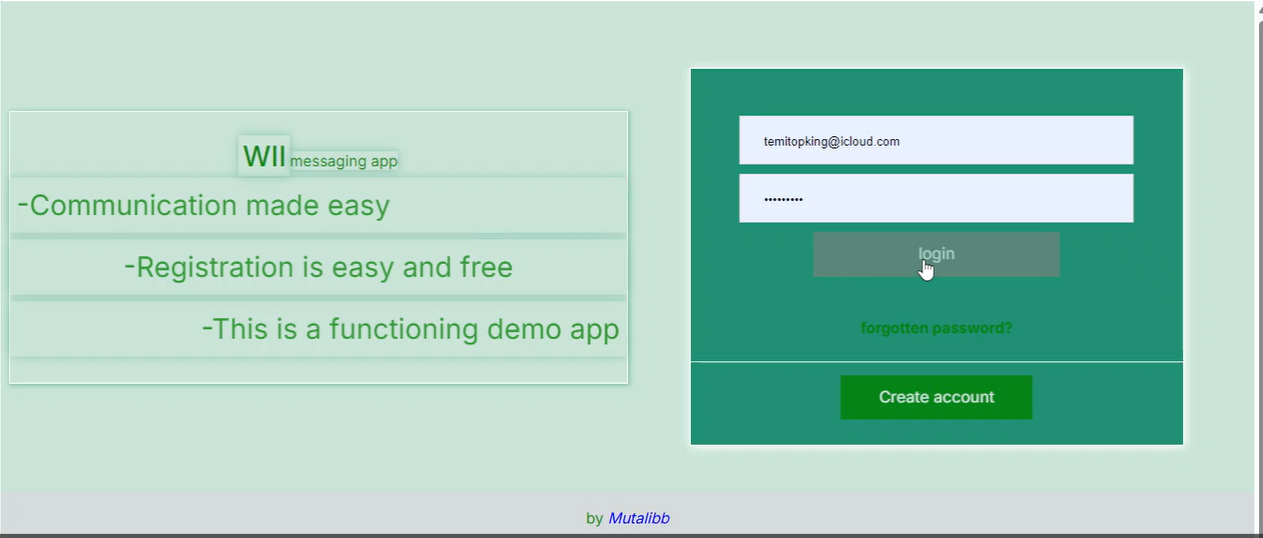 WII messaging app
-Communication made easy
-Registration is easy and free
-This is a functioning demo app
temitopking@icloud.com
•••••••••
login
forgotten password?
Create account
by Mutalibb